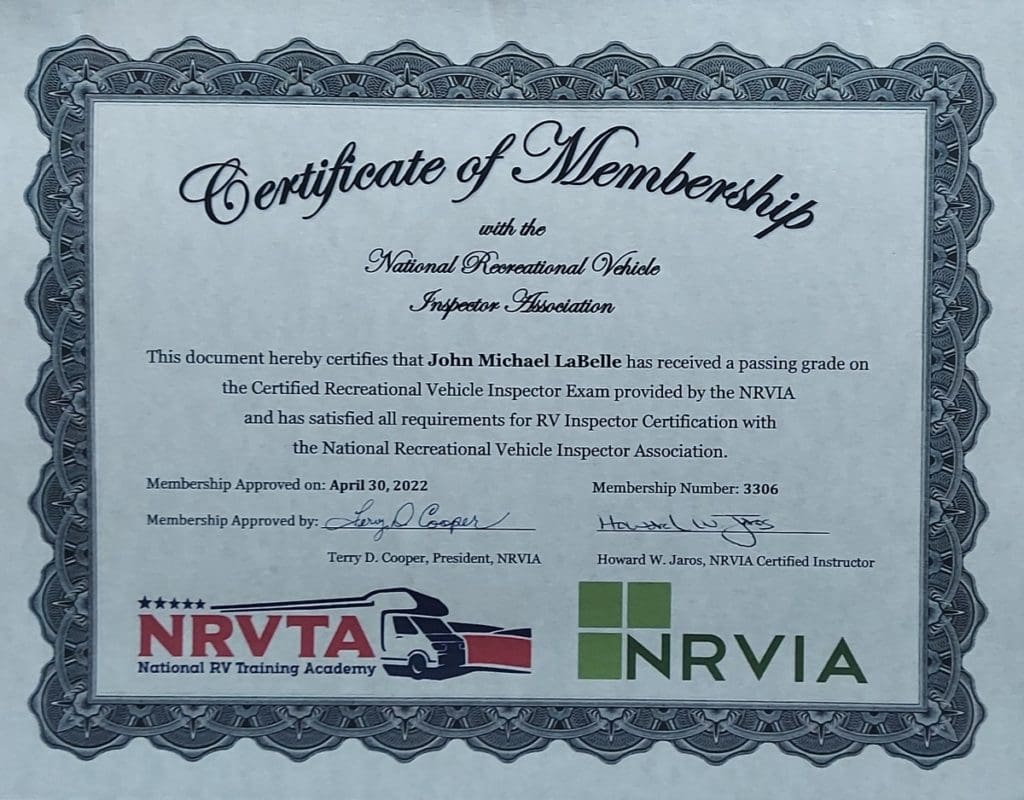 Certificate of Membership
with the
National Recreational Vehicle
Inspector Association
This document hereby certifies that John Michael LaBelle has received a passing grade on
the Certified Recreational Vehicle Inspector Exam provided by the NRVIA
and has satisfied all requirements for RV Inspector Certification with
the National Recreational Vehicle Inspector Association.
Membership Approved on: April 30, 2022
Membership Number: 3306
Membership Approved by: Terry D Cooper
Howard W. Jaros
Terry D. Cooper, President, NRVIA
Howard W. Jaros, NRVIA Certified Instructor
NRVTA
National RV Training Academy
NRVIA